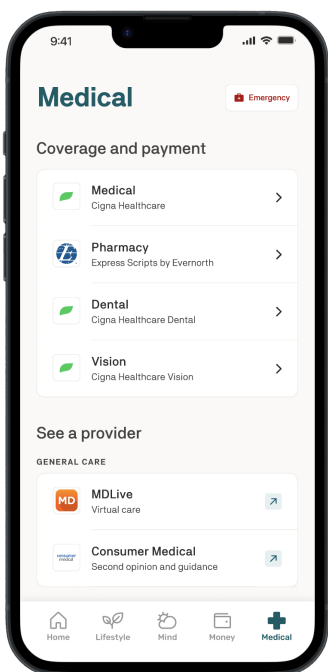 9:41
Medical
Emergency
Coverage and payment
Medical
Cigna Healthcare
Pharmacy
Express Scripts by Evernorth
Dental
Cigna Healthcare Dental
Vision
Cigna Healthcare Vision
See a provider
GENERAL CARE
MD
MDLive
Virtual care
consumer
medical
Consumer Medical
Second opinion and guidance
Home
Lifestyle
Mind
Money
Medical